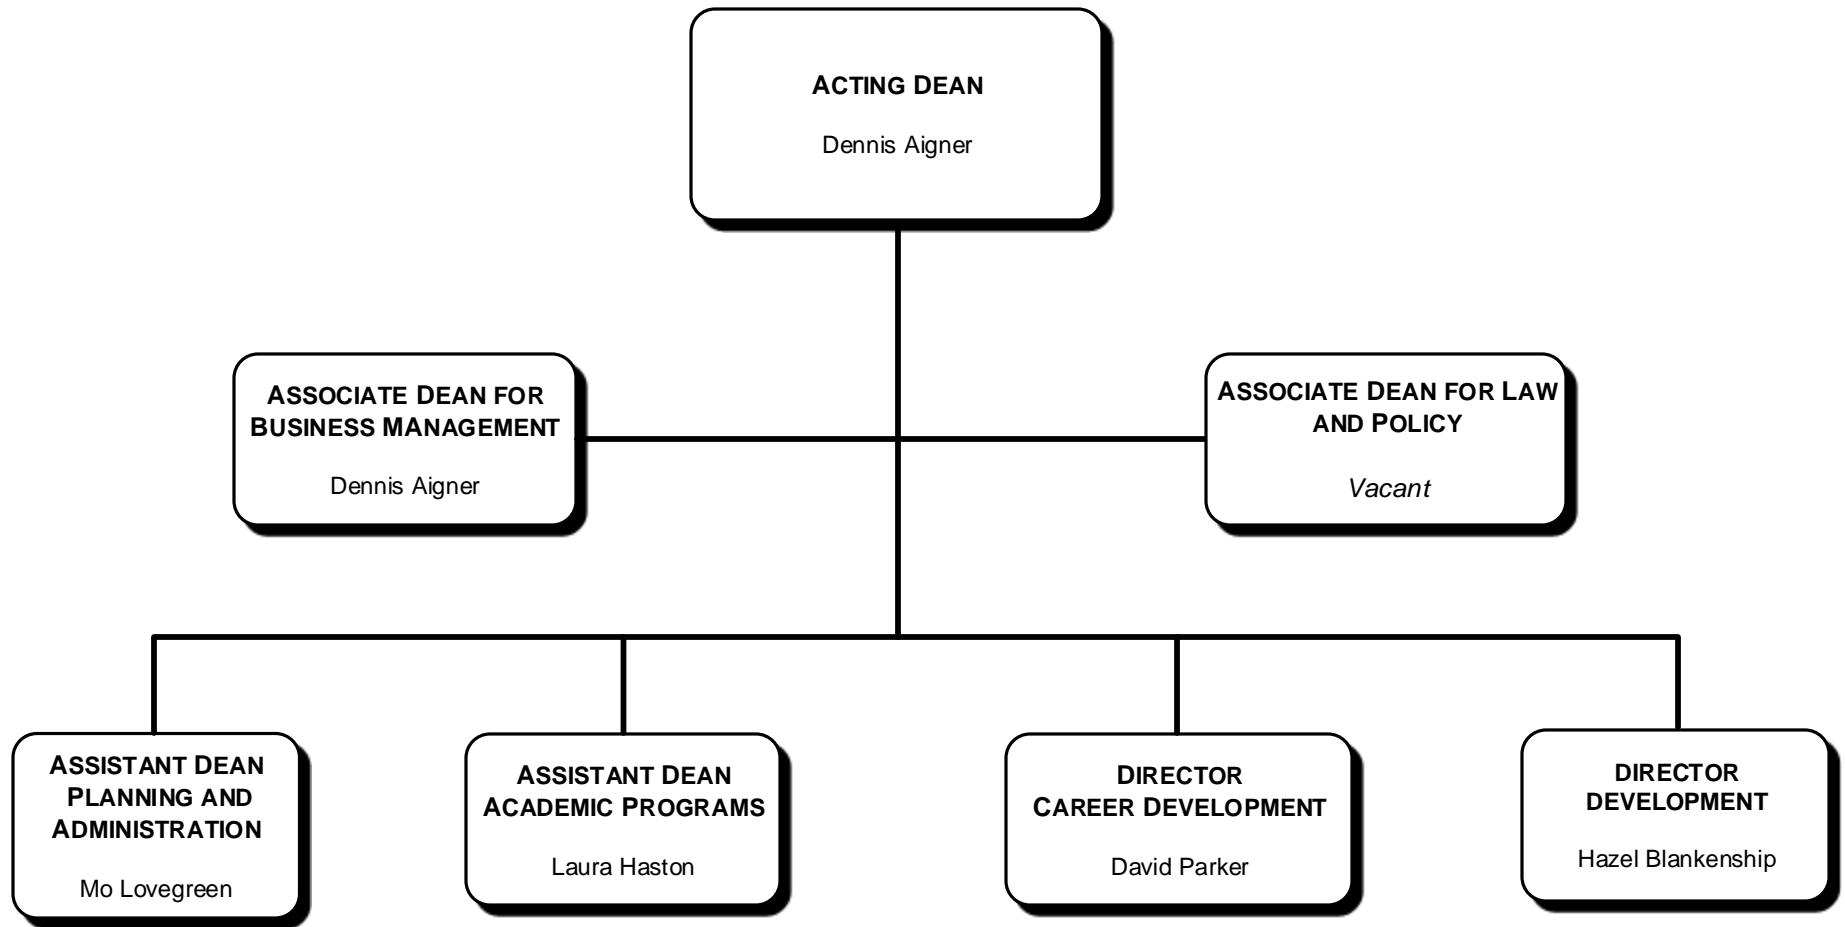 ACTING DEAN
Dennis Aigner
ASSOCIATE DEAN FOR
BUSINESS MANAGEMENT
Dennis Aigner
ASSOCIATE DEAN FOR LAW
AND POLICY
Vacant
ASSISTANT DEAN
PLANNING AND
ADMINISTRATION
Mo Lovegreen
ASSISTANT DEAN
ACADEMIC PROGRAMS
Laura Haston
DIRECTOR
CAREER DEVELOPMENT
David Parker
DIRECTOR
DEVELOPMENT
Hazel Blankenship